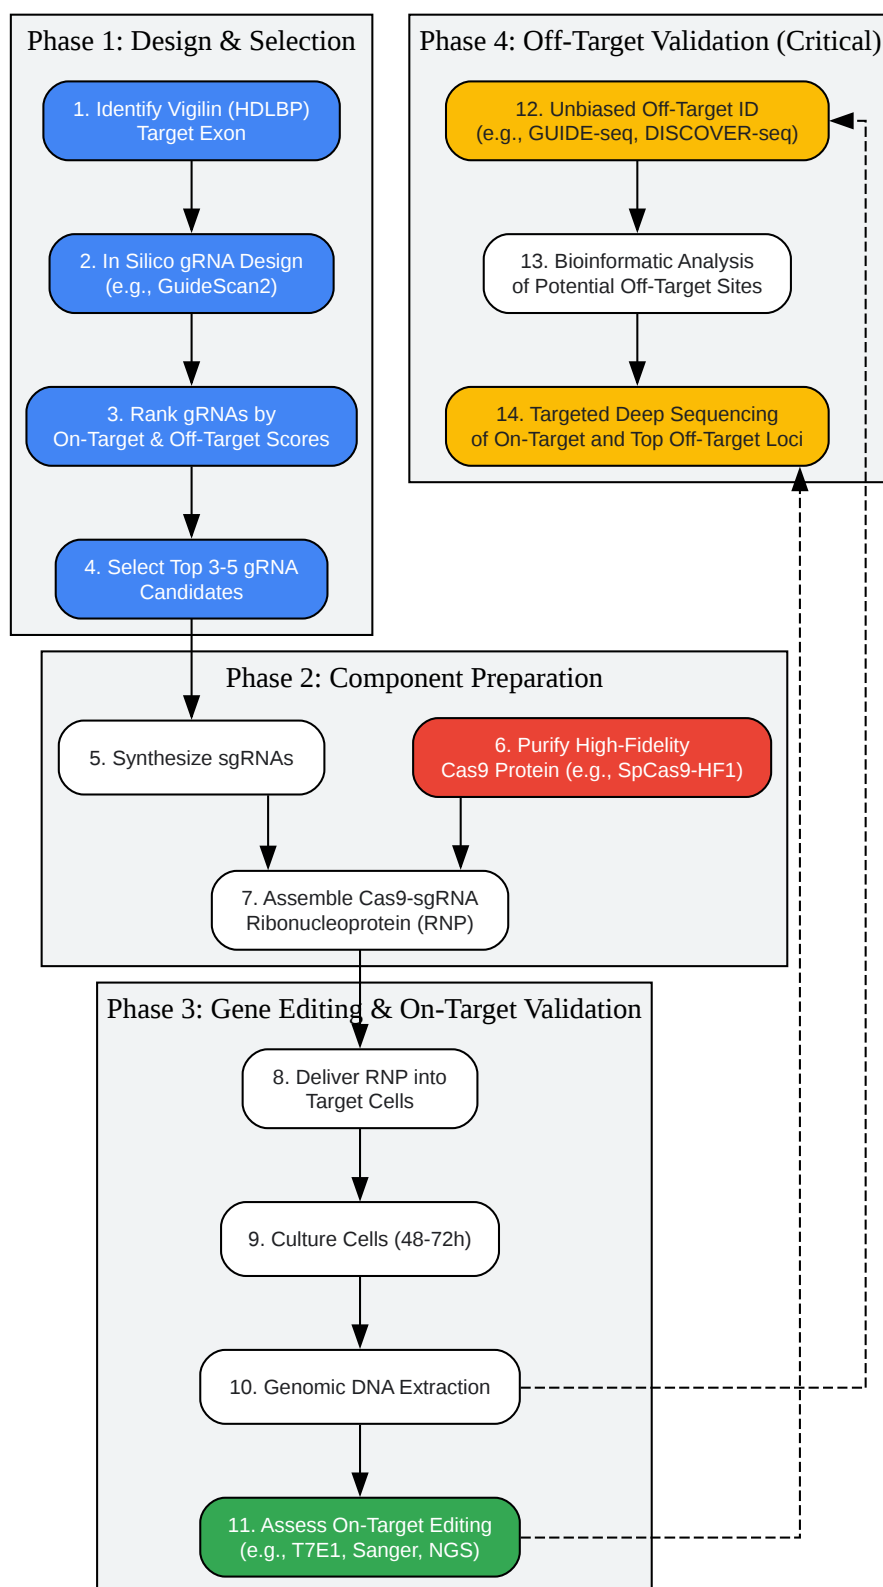 Phase 1: Design & Selection
1. Identify Vigilin (HDLBP)
Target Exon
2. In Silico gRNA Design
(e.g., GuideScan2)
3. Rank gRNAs by
On-Target & Off-Target Scores
4. Select Top 3-5 gRNA
Candidates
Phase 2: Component Preparation
5. Synthesize sgRNAs
6. Purify High-Fidelity
Cas9 Protein (e.g., SpCas9-HF1)
7. Assemble Cas9-sgRNA
Ribonucleoprotein (RNP)
Phase 3: Gene Editing & On-Target Validation
8. Deliver RNP into
Target Cells
9. Culture Cells (48-72h)
10. Genomic DNA Extraction
11. Assess On-Target Editing
(e.g., T7E1, Sanger, NGS)
Phase 4: Off-Target Validation (Critical)
12. Unbiased Off-Target ID
(e.g., GUIDE-seq, DISCOVER-seq)
13. Bioinformatic Analysis
of Potential Off-Target Sites
14. Targeted Deep Sequencing
of On-Target and Top Off-Target Loci